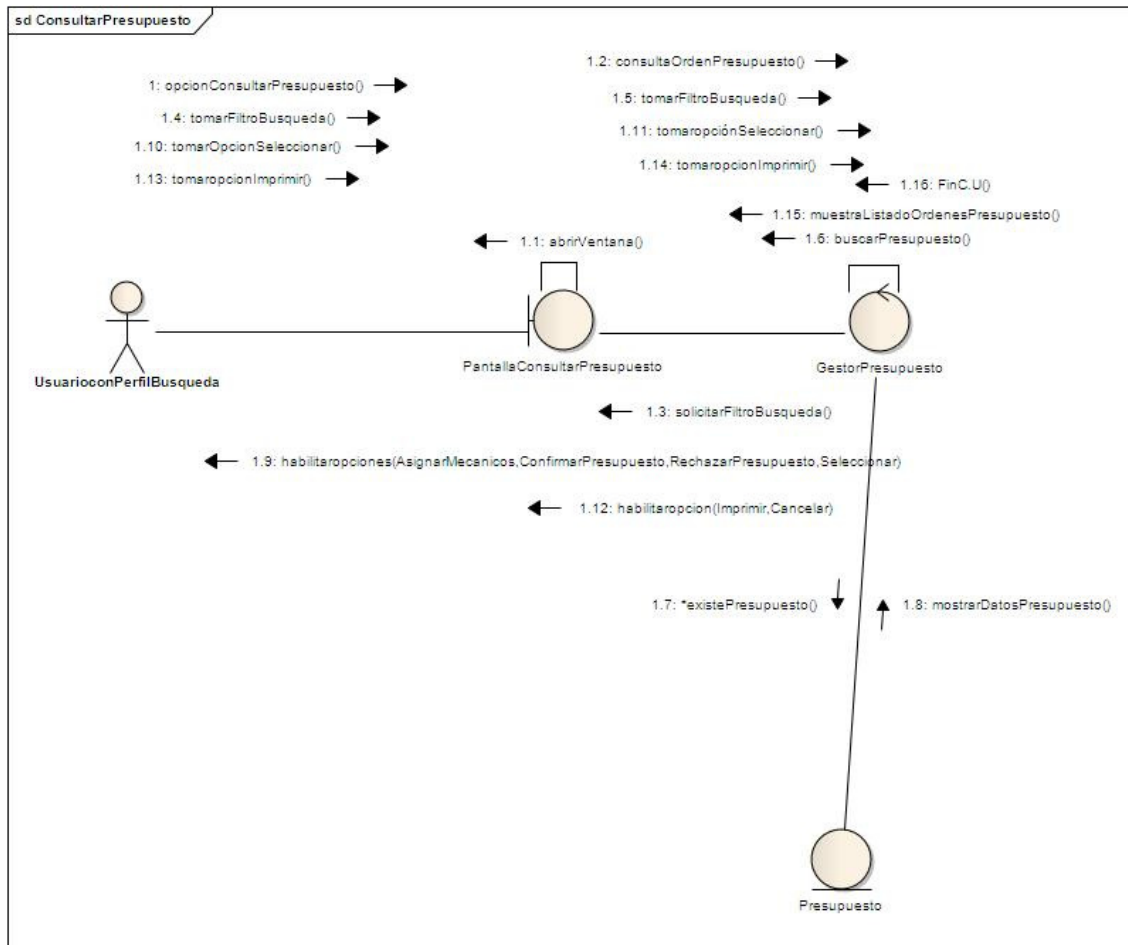 sd ConsultarPresupuesto
1: opcionConsultarPresupuesto()
1.4: tomarFiltroBusqueda()
1.10: tomarOpcionSeleccionar()
1.13: tomaropcionImprimir()
1.2: consultaOrdenPresupuesto()
1.5: tomarFiltroBusqueda()
1.11: tomaropciónSeleccionar()
1.14: tomaropcionImprimir()
1.16: FinC.U()
1.15: muestraListadoOrdenesPresupuesto()
1.6: buscarPresupuesto()
1.1: abrirVentana()
UsuarioconPerfilBusqueda
PantallaConsultarPresupuesto
GestorPresupuesto
1.3: solicitarFiltroBusqueda()
1.9: habilitaropciones(AsignarMecanicos,ConfirmarPresupuesto,RechazarPresupuesto,Seleccionar)
1.12: habilitaropcion(Imprimir,Cancelar)
1.7: *existePresupuesto()
1.8: mostrarDatosPresupuesto()
Presupuesto